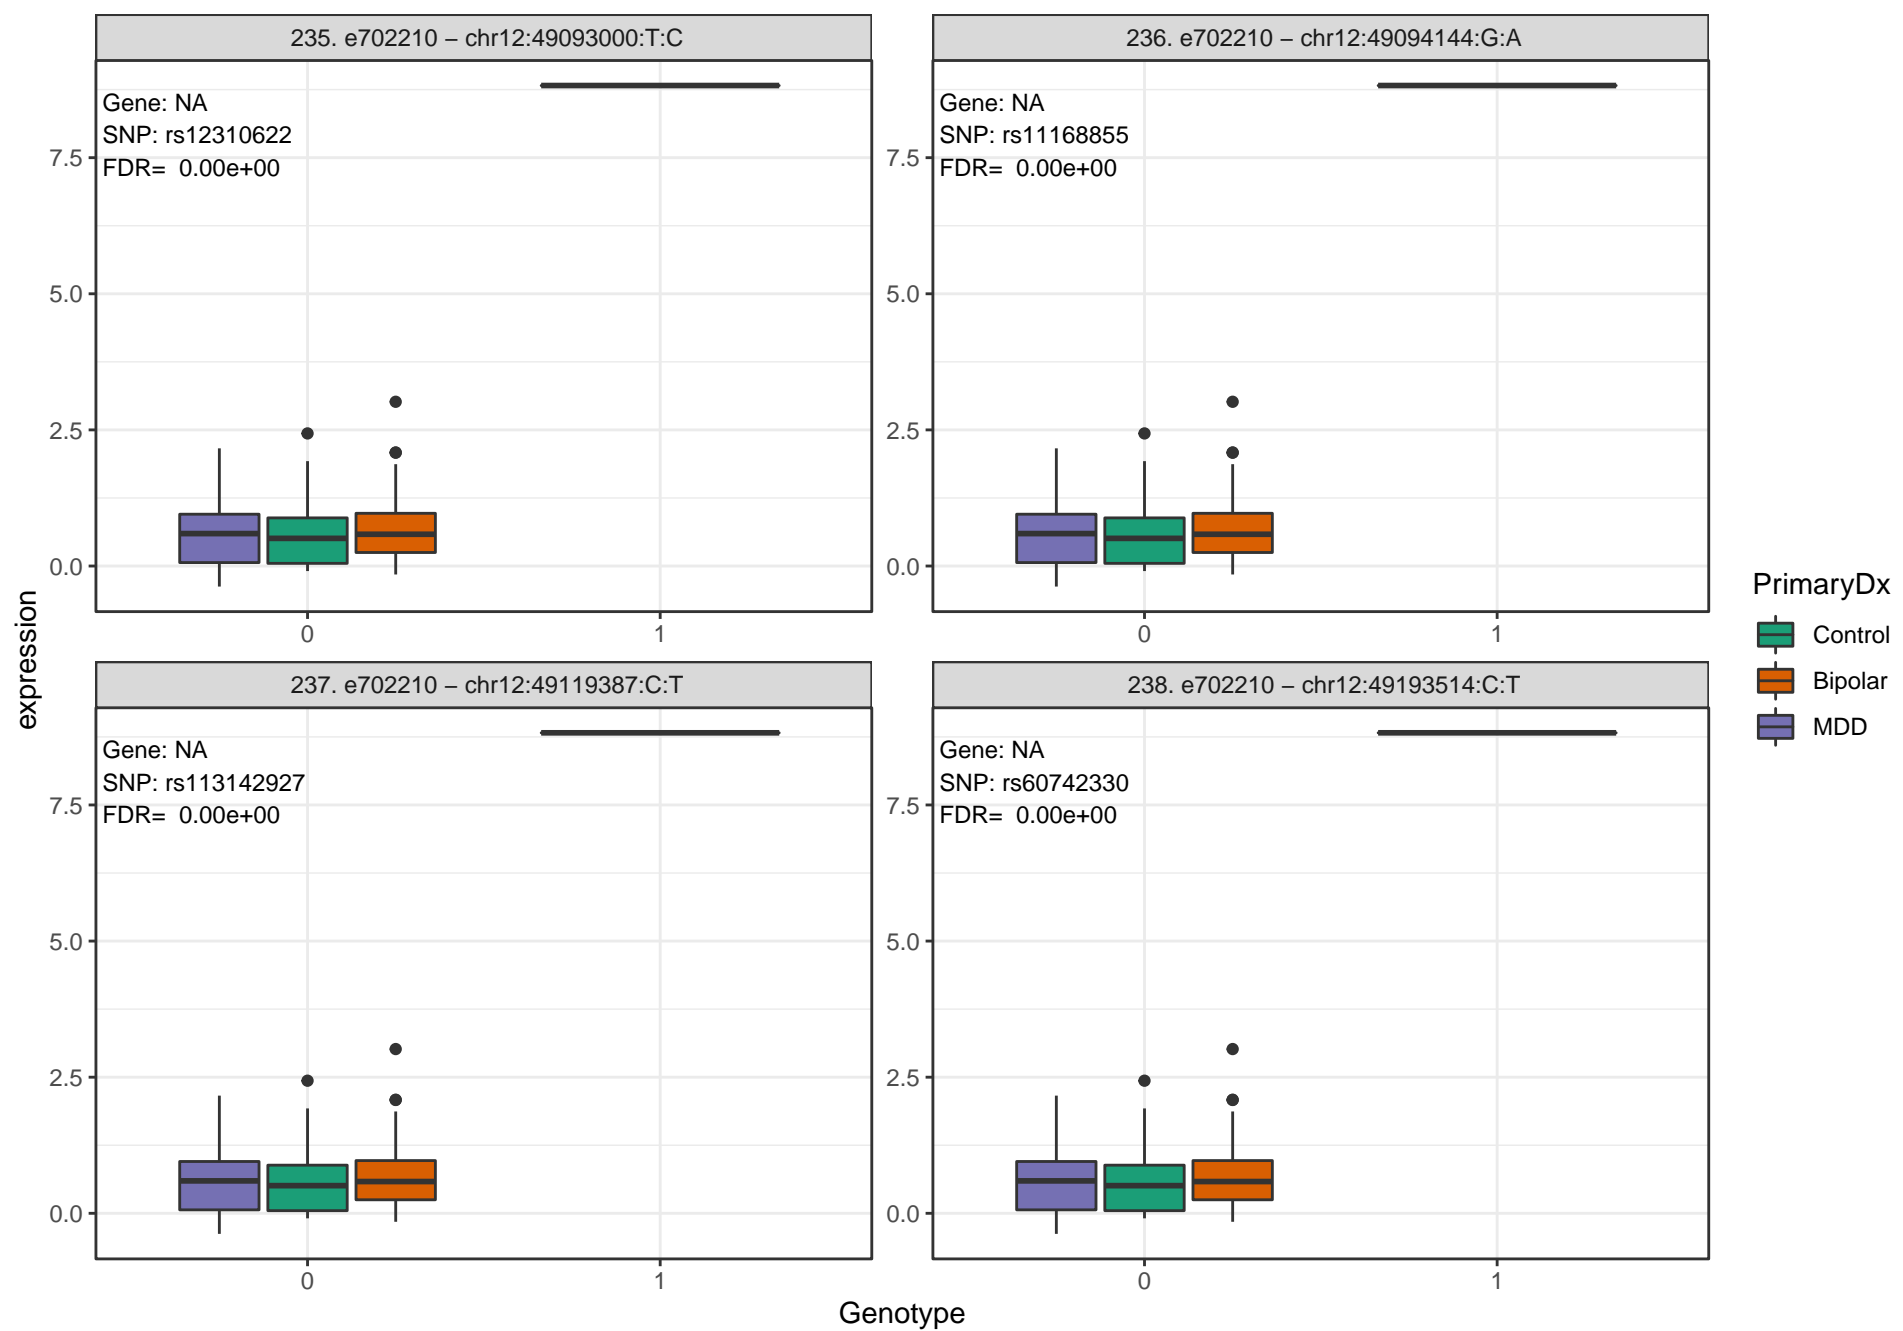 235. e702210 – chr12:49093000:T:C
236. e702210 – chr12:49094144:G:A
Gene: NA
SNP: rs12310622
FDR=  0.00e+00
Gene: NA
SNP: rs11168855
FDR=  0.00e+00
7.5
5.0
2.5
0.0
7.5
5.0
2.5
0.0
0
1
0
1
237. e702210 – chr12:49119387:C:T
238. e702210 – chr12:49193514:C:T
Gene: NA
SNP: rs113142927
FDR=  0.00e+00
Gene: NA
SNP: rs60742330
FDR=  0.00e+00
7.5
5.0
2.5
0.0
7.5
5.0
2.5
0.0
0
1
0
1
expression
Genotype
PrimaryDx
Control
Bipolar
MDD